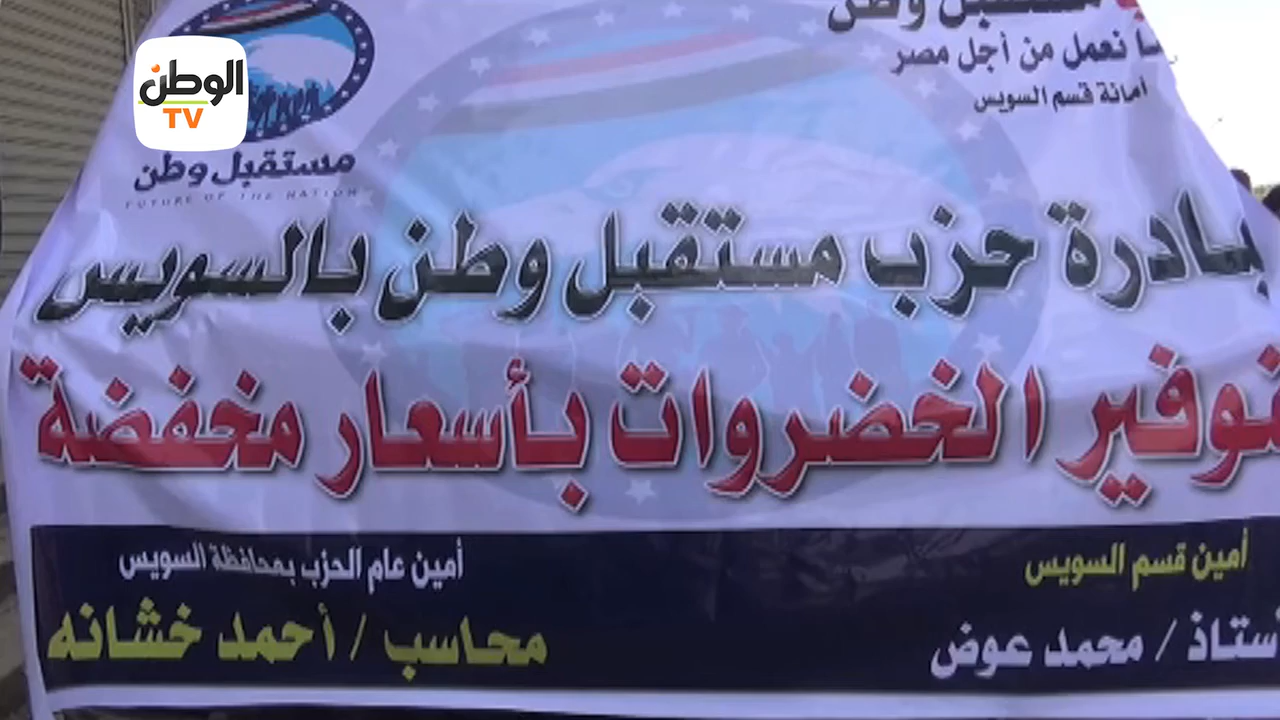 الوطن
TV
مستقبل وطن
FUTURE OF THE NATION
مستقبل وطن
نعمل من أجل مصر
أمانة قسم السويس
مبادرة حزب مستقبل وطن بالسويس
توفير الخضروات بأسعار مخفضة
أمين قسم السويس
أستاذ / محمد عوض
أمين عام الحزب بمحافظة السويس
محاسب / أحمد خشانه